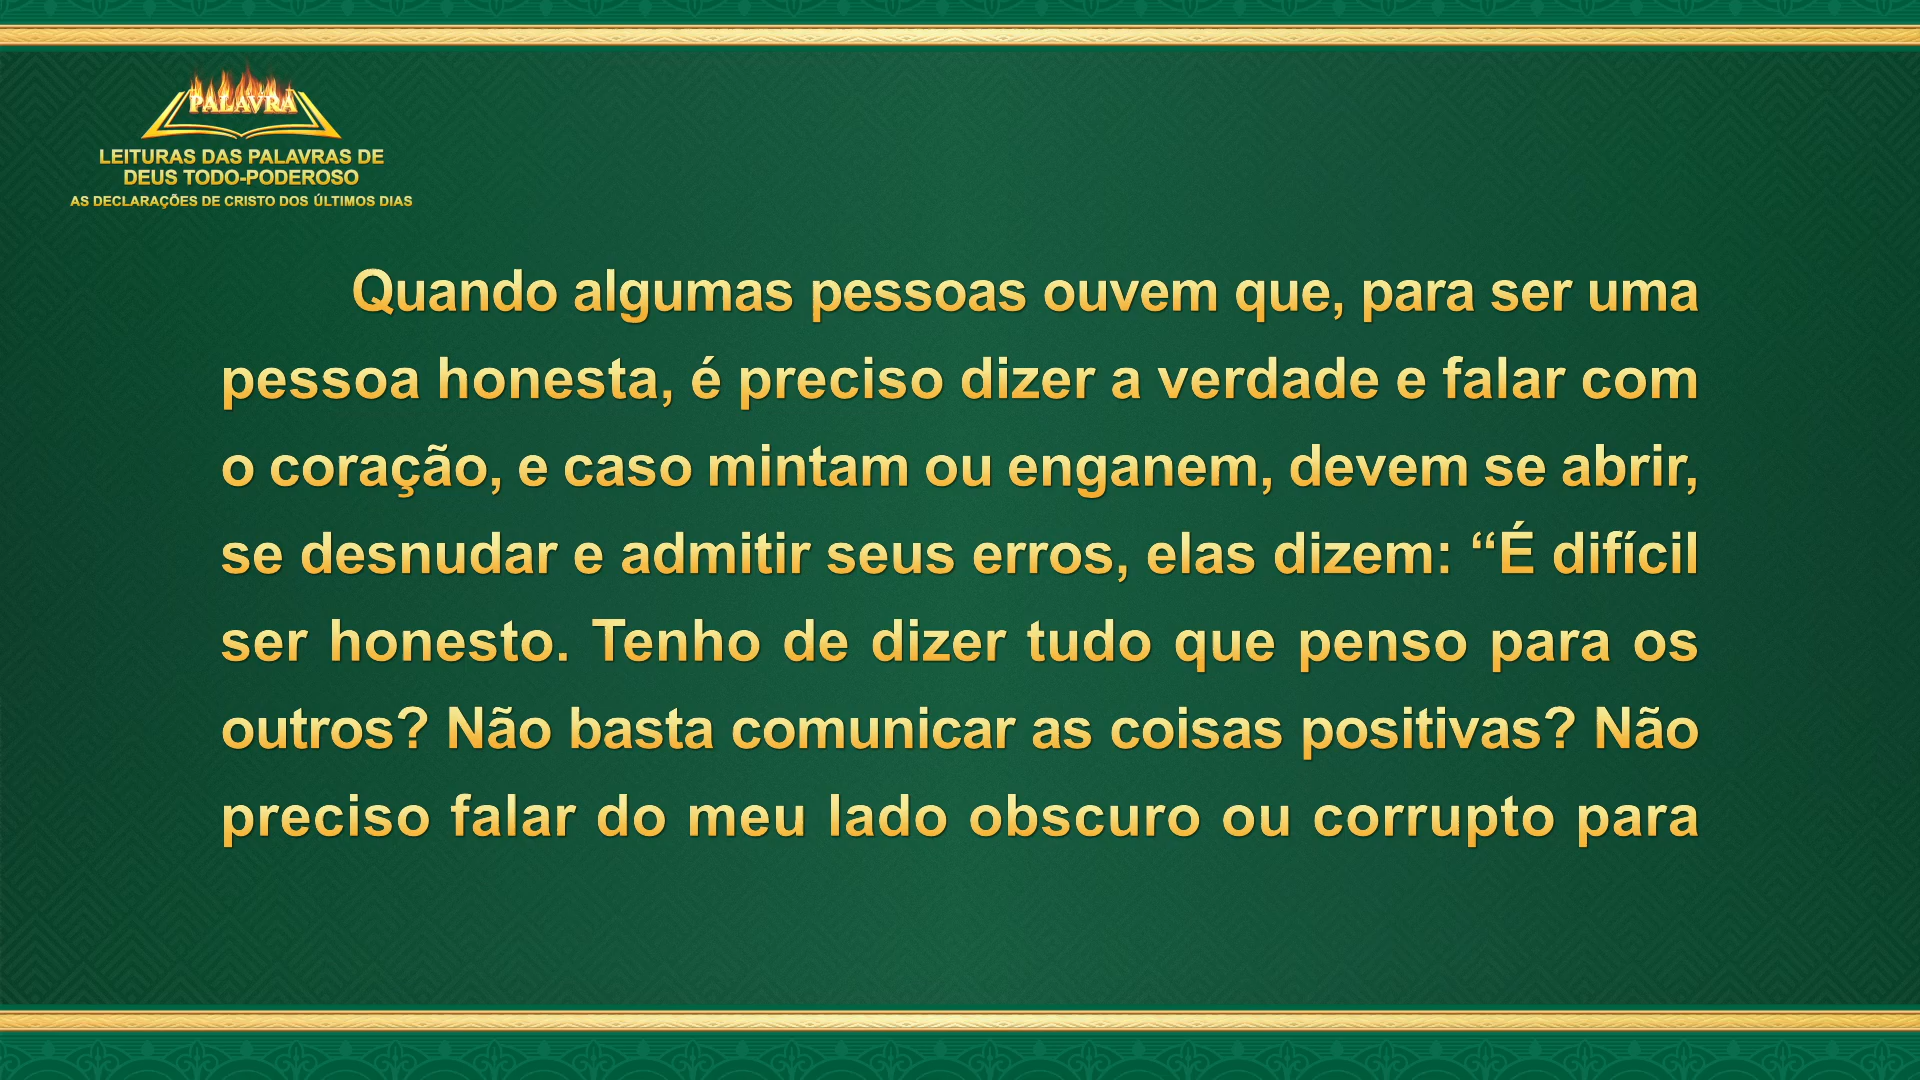 PALAVRA
LEITURAS DAS PALAVRAS DE
DEUS TODO-PODEROSO
AS DECLARAÇÕES DE CRISTO DOS ÚLTIMOS DIAS
Quando algumas pessoas ouvem que, para ser uma
pessoa honesta, é preciso dizer a verdade e falar com
o coração, e caso mintam ou enganem, devem se abrir,
se desnudar e admitir seus erros, elas dizem: “É difícil
ser honesto. Tenho de dizer tudo que penso para os
outros? Não basta comunicar as coisas positivas? Não
preciso falar do meu lado obscuro ou corrupto para